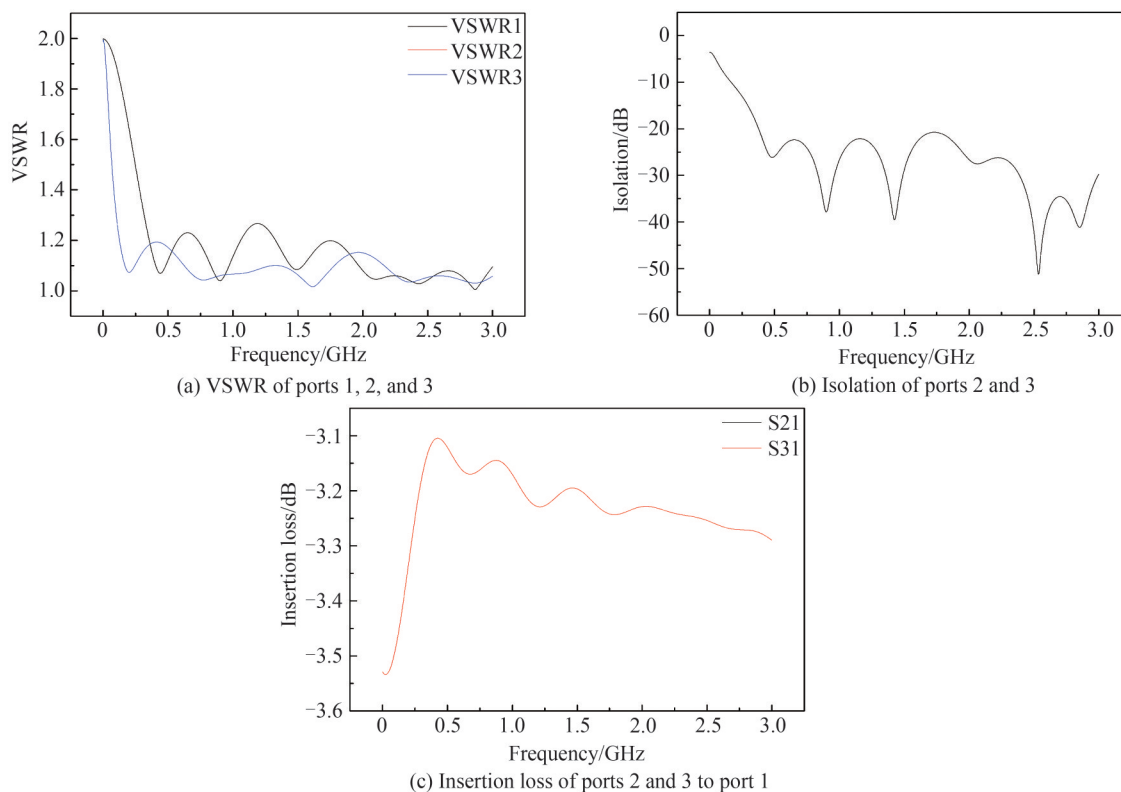 VSWR1
VSWR2
VSWR3
2.0
1.8
1.6
1.4
1.2
1.0
VSWR
0 0.5 1.0 1.5 2.0 2.5 3.0
Frequency/GHz
(a) VSWR of ports 1, 2, and 3
0
−10
−20
−30
−40
−50
−60
Isolation/dB
0 0.5 1.0 1.5 2.0 2.5 3.0
Frequency/GHz
(b) Isolation of ports 2 and 3
S21
S31
−3.1
−3.2
−3.3
−3.4
−3.5
−3.6
Insertion loss/dB
0 0.5 1.0 1.5 2.0 2.5 3.0
Frequency/GHz
(c) Insertion loss of ports 2 and 3 to port 1